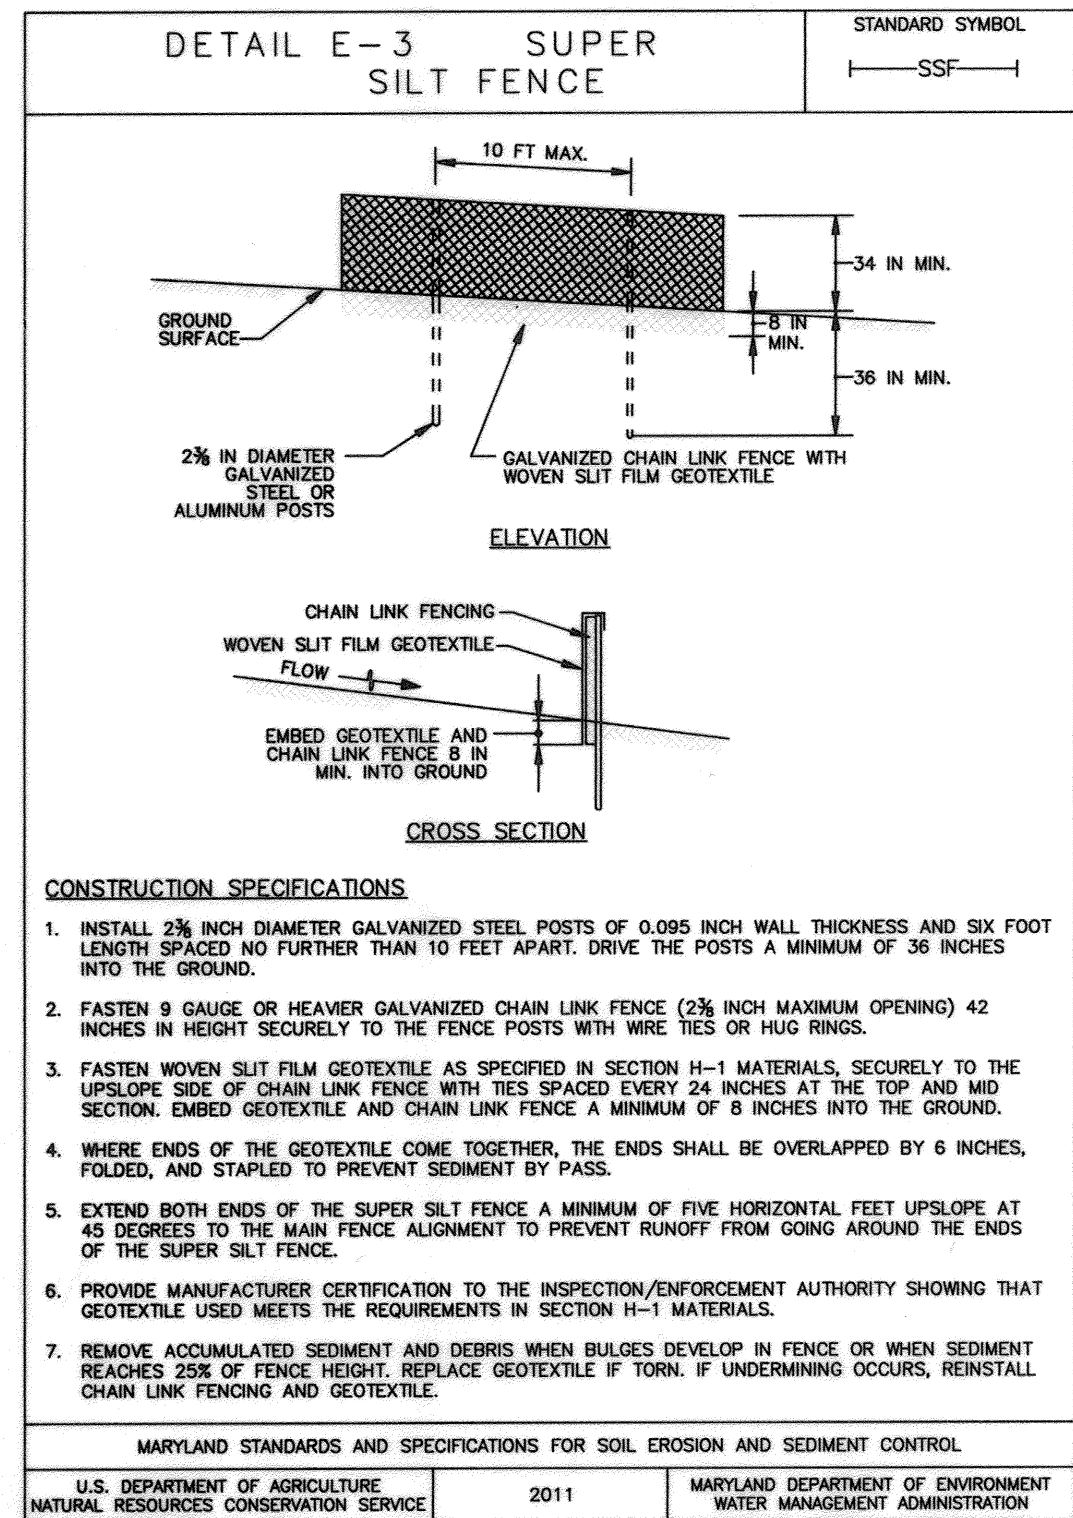 DETAIL E-3 SUPER
SILT FENCE
STANDARD SYMBOL
SSF
10 FT MAX.
34 IN MIN.
GROUND
SURFACE
8 IN
MIN.
36 IN MIN.
2⅜ IN DIAMETER
GALVANIZED
STEEL OR
ALUMINUM POSTS
GALVANIZED CHAIN LINK FENCE WITH
WOVEN SLIT FILM GEOTEXTILE
ELEVATION
CHAIN LINK FENCING
WOVEN SLIT FILM GEOTEXTILE
FLOW
EMBED GEOTEXTILE AND
CHAIN LINK FENCE 8 IN
MIN. INTO GROUND
CROSS SECTION
CONSTRUCTION SPECIFICATIONS
1. INSTALL 2⅜ INCH DIAMETER GALVANIZED STEEL POSTS OF 0.095 INCH WALL THICKNESS AND SIX FOOT
LENGTH SPACED NO FURTHER THAN 10 FEET APART. DRIVE THE POSTS A MINIMUM OF 36 INCHES
INTO THE GROUND.
2. FASTEN 9 GAUGE OR HEAVIER GALVANIZED CHAIN LINK FENCE (2⅜ INCH MAXIMUM OPENING) 42
INCHES IN HEIGHT SECURELY TO THE FENCE POSTS WITH WIRE TIES OR HUG RINGS.
3. FASTEN WOVEN SLIT FILM GEOTEXTILE AS SPECIFIED IN SECTION H-1 MATERIALS, SECURELY TO THE
UPSLOPE SIDE OF CHAIN LINK FENCE WITH TIES SPACED EVERY 24 INCHES AT THE TOP AND MID
SECTION. EMBED GEOTEXTILE AND CHAIN LINK FENCE A MINIMUM OF 8 INCHES INTO THE GROUND.
4. WHERE ENDS OF THE GEOTEXTILE COME TOGETHER, THE ENDS SHALL BE OVERLAPPED BY 6 INCHES,
FOLDED, AND STAPLED TO PREVENT SEDIMENT BY PASS.
5. EXTEND BOTH ENDS OF THE SUPER SILT FENCE A MINIMUM OF FIVE HORIZONTAL FEET UPSLOPE AT
45 DEGREES TO THE MAIN FENCE ALIGNMENT TO PREVENT RUNOFF FROM GOING AROUND THE ENDS
OF THE SUPER SILT FENCE.
6. PROVIDE MANUFACTURER CERTIFICATION TO THE INSPECTION/ENFORCEMENT AUTHORITY SHOWING THAT
GEOTEXTILE USED MEETS THE REQUIREMENTS IN SECTION H-1 MATERIALS.
7. REMOVE ACCUMULATED SEDIMENT AND DEBRIS WHEN BULGES DEVELOP IN FENCE OR WHEN SEDIMENT
REACHES 25% OF FENCE HEIGHT. REPLACE GEOTEXTILE IF TORN. IF UNDERMINING OCCURS, REINSTALL
CHAIN LINK FENCING AND GEOTEXTILE.
MARYLAND STANDARDS AND SPECIFICATIONS FOR SOIL EROSION AND SEDIMENT CONTROL
U.S. DEPARTMENT OF AGRICULTURE
NATURAL RESOURCES CONSERVATION SERVICE
2011
MARYLAND DEPARTMENT OF ENVIRONMENT
WATER MANAGEMENT ADMINISTRATION